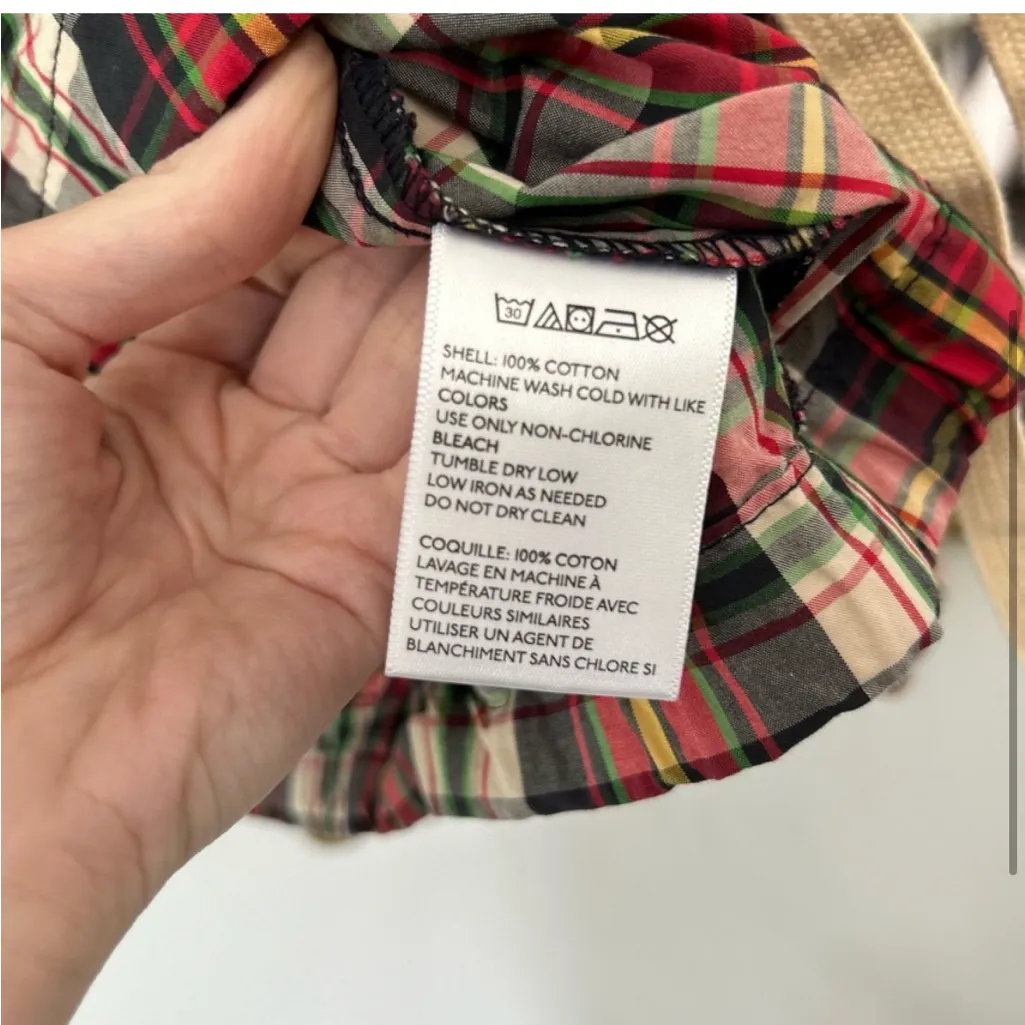 30
SHELL: 100% COTTON
MACHINE WASH COLD WITH LIKE
COLORS
USE ONLY NON-CHLORINE
BLEACH
TUMBLE DRY LOW
LOW IRON AS NEEDED
DO NOT DRY CLEAN
COQUILLE: 100% COTON
LAVAGE EN MACHINE À
TEMPÉRATURE FROIDE AVEC
COULEURS SIMILAIRES
UTILISER UN AGENT DE
BLANCHIMENT SANS CHLORE SI